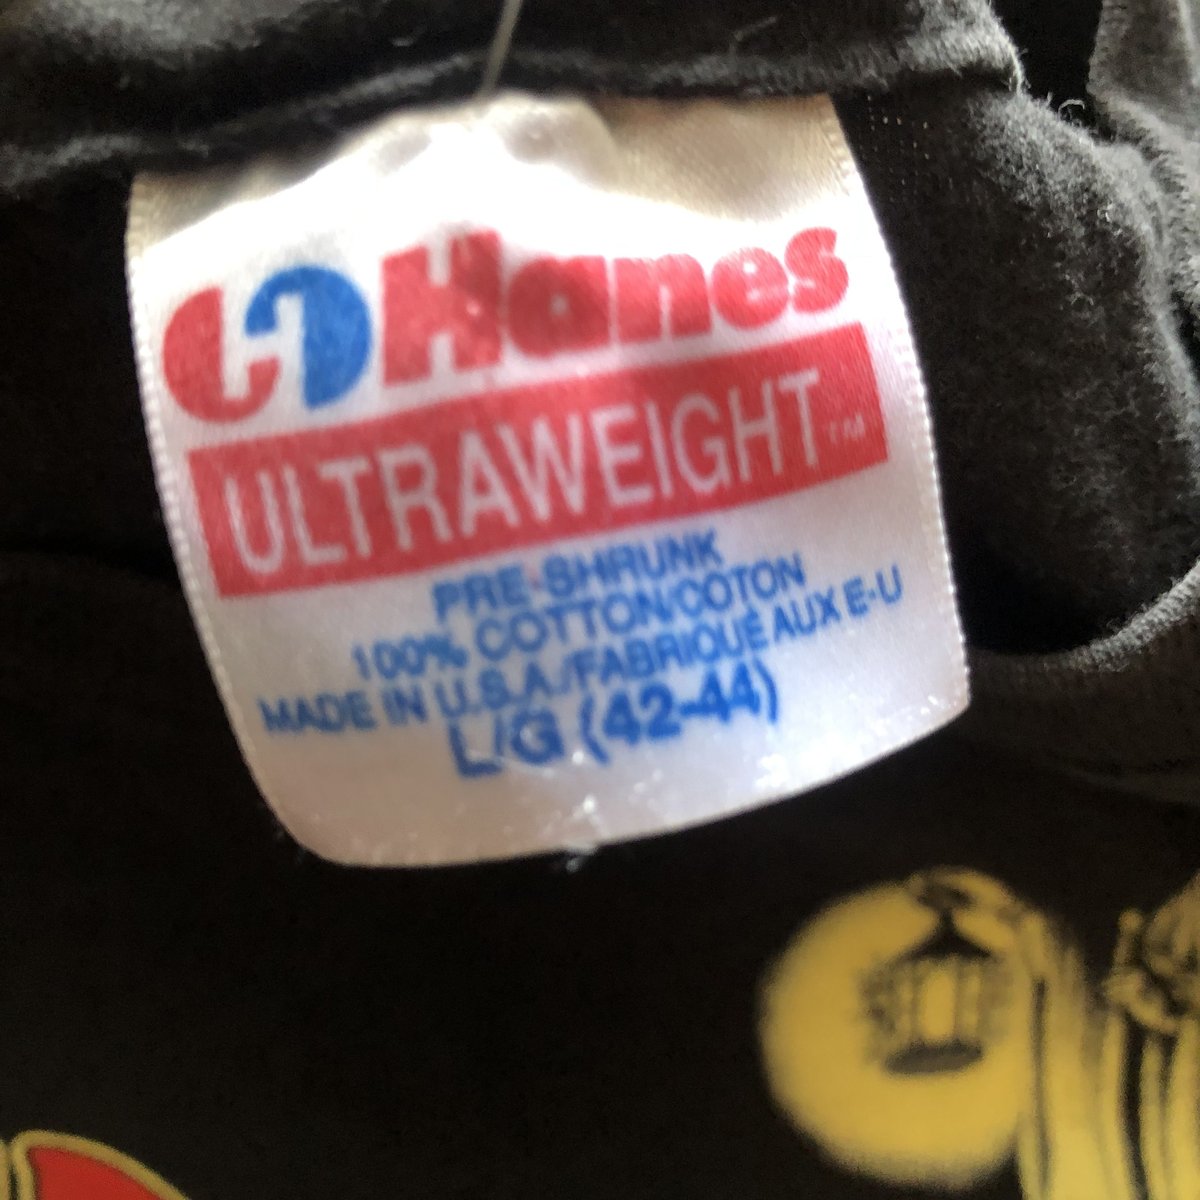 Hanes
ULTRAWEIGHT™
PRE-SHRUNK
100% COTTON/COTON
MADE IN U.S.A./FABRIQUÉ AUX E-U
L/G (42-44)